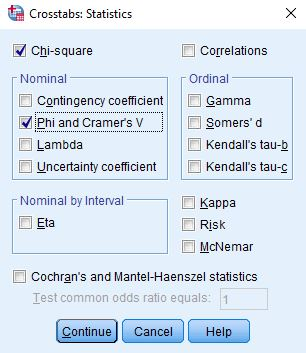 Crosstabs: Statistics
Chi-square
Correlations
Nominal
Contingency coefficient
Phi and Cramer's V
Lambda
Uncertainty coefficient
Ordinal
Gamma
Somers' d
Kendall's tau-b
Kendall's tau-c
Nominal by Interval
Eta
Kappa
Risk
McNemar
Cochran's and Mantel-Haenszel statistics
Test common odds ratio equals: 1
Continue Cancel Help